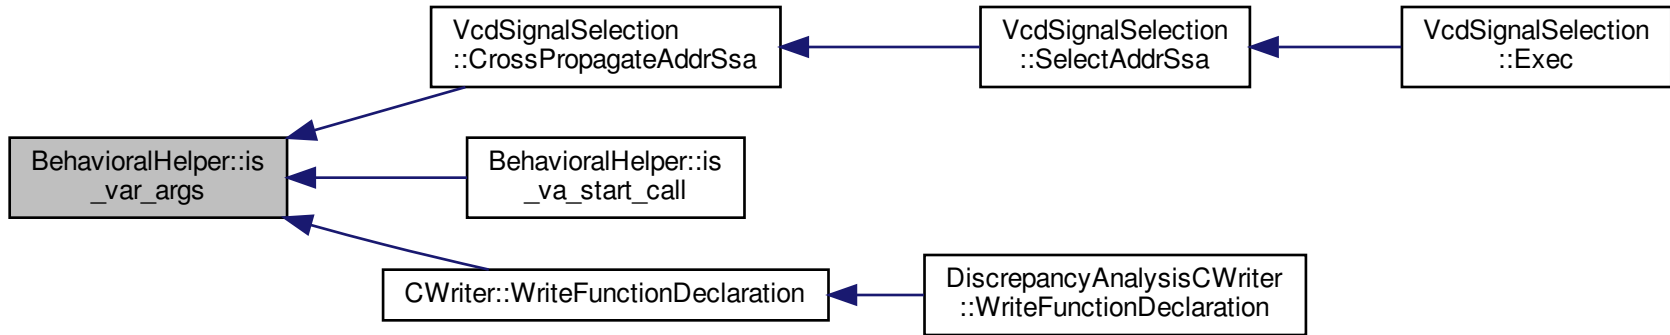 VcdSignalSelection
::CrossPropagateAddrSsa
VcdSignalSelection
::SelectAddrSsa
VcdSignalSelection
::Exec
BehavioralHelper::is
_var_args
BehavioralHelper::is
_va_start_call
CWriter::WriteFunctionDeclaration
DiscrepancyAnalysisCWriter
::WriteFunctionDeclaration